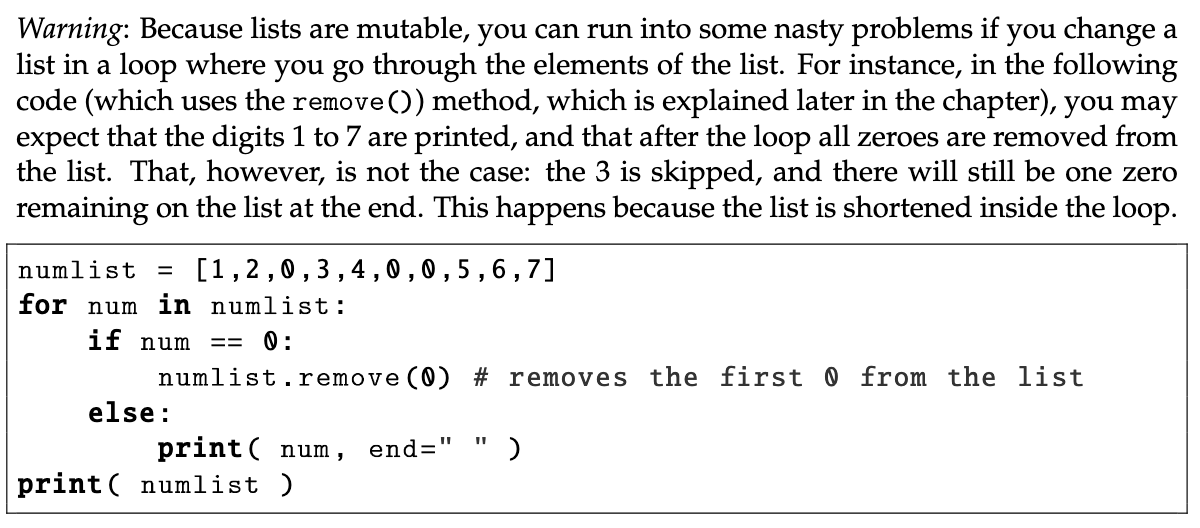 Warning: Because lists are mutable, you can run into some nasty problems if you change a
list in a loop where you go through the elements of the list. For instance, in the following
code (which uses the remove()) method, which is explained later in the chapter), you may
expect that the digits 1 to 7 are printed, and that after the loop all zeroes are removed from
the list. That, however, is not the case: the 3 is skipped, and there will still be one zero
remaining on the list at the end. This happens because the list is shortened inside the loop.
numlist = [1,2,0,3,4,0,0,5,6,7]
for num in numlist:
    if num == 0:
        numlist.remove(0) # removes the first 0 from the list
    else:
        print( num, end=" " )
print( numlist )